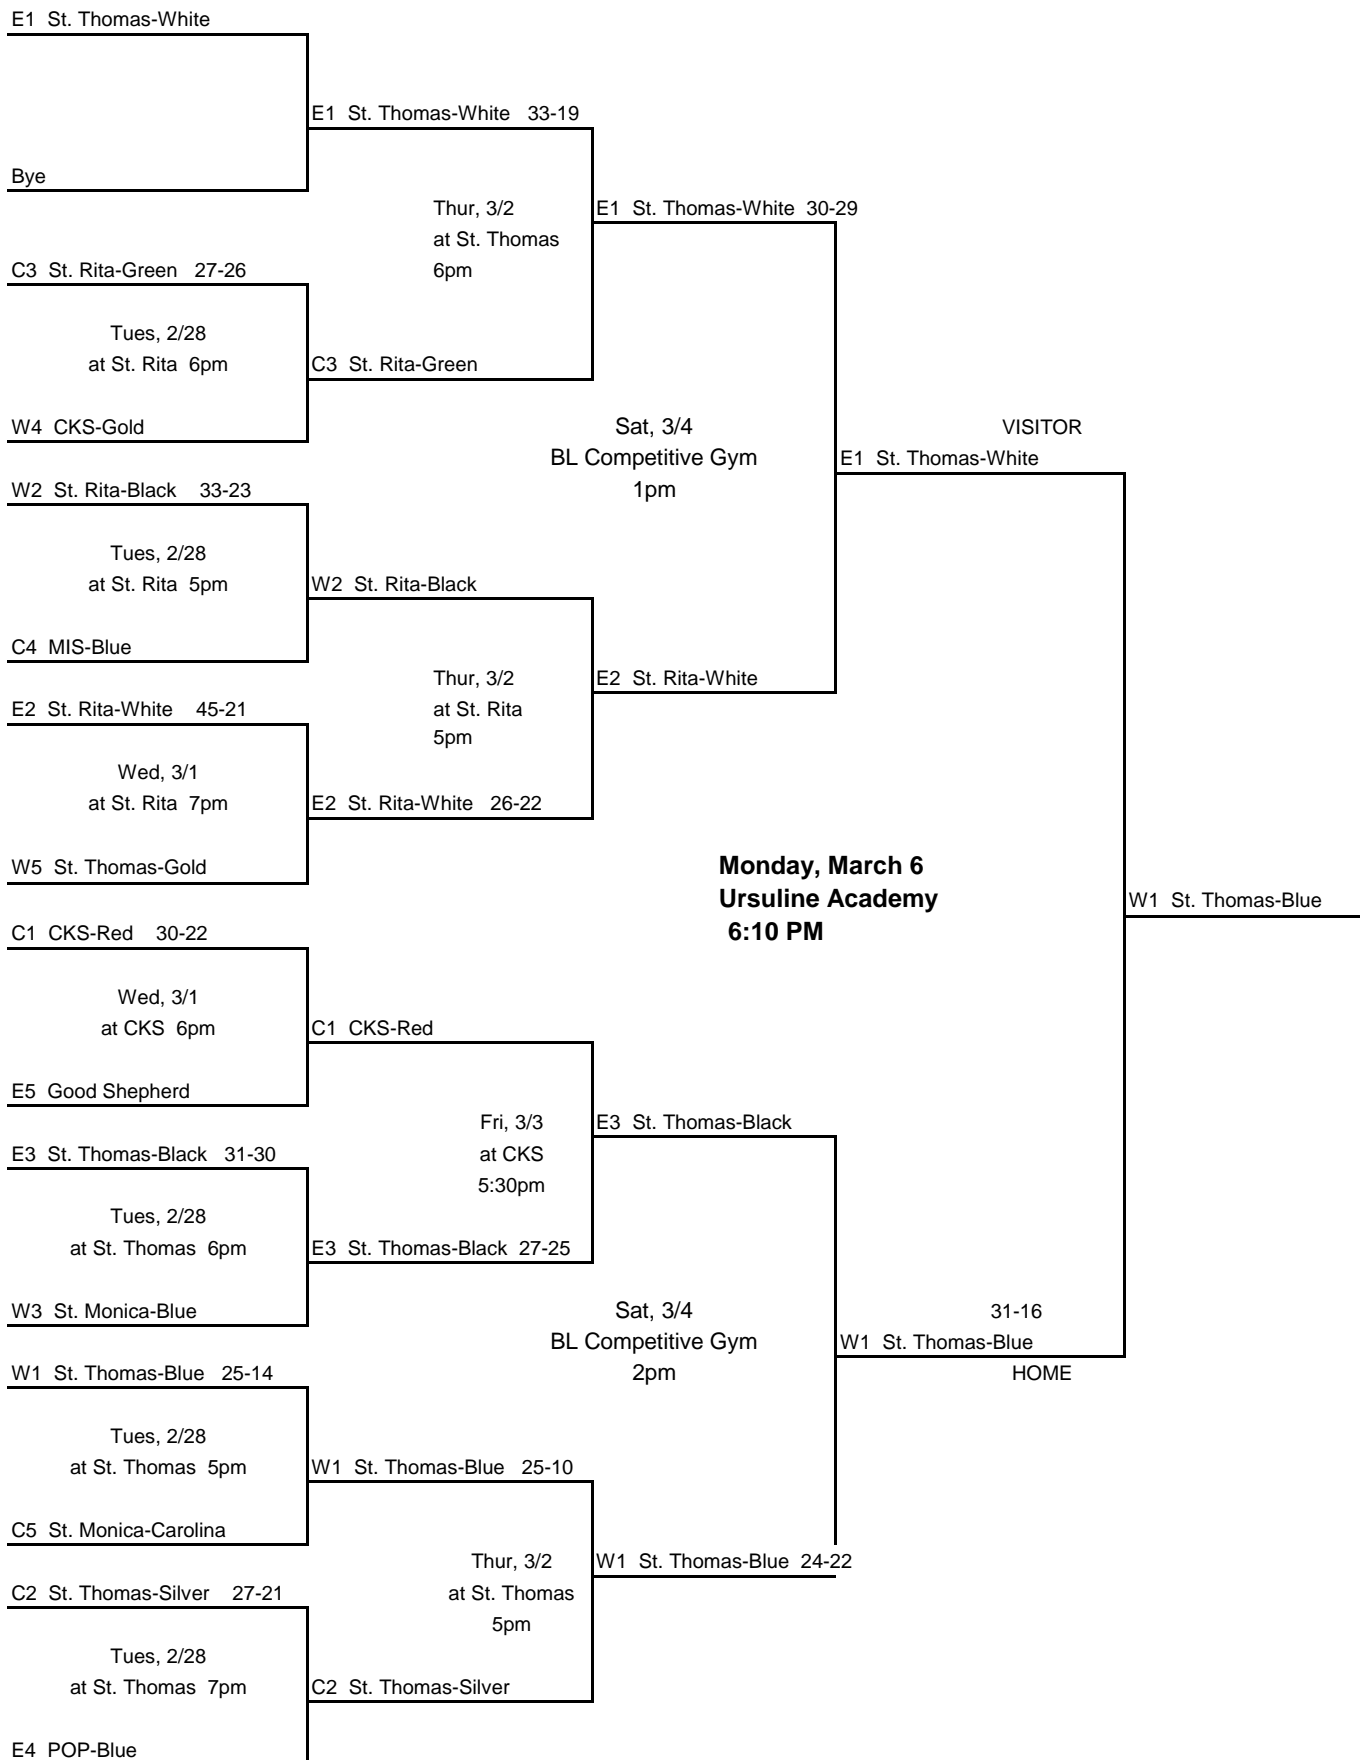 E1 St. Thomas-White
E1 St. Thomas-White 33-19
Bye
Thur, 3/2
at St. Thomas
6pm
E1 St. Thomas-White 30-29
C3 St. Rita-Green 27-26
Tues, 2/28
at St. Rita 6pm
C3 St. Rita-Green
W4 CKS-Gold
Sat, 3/4
BL Competitive Gym
1pm
VISITOR
E1 St. Thomas-White
W2 St. Rita-Black 33-23
Tues, 2/28
at St. Rita 5pm
W2 St. Rita-Black
C4 MIS-Blue
Thur, 3/2
at St. Rita
5pm
E2 St. Rita-White
E2 St. Rita-White 45-21
Wed, 3/1
at St. Rita 7pm
E2 St. Rita-White 26-22
W5 St. Thomas-Gold
Monday, March 6
Ursuline Academy
6:10 PM
W1 St. Thomas-Blue
C1 CKS-Red 30-22
Wed, 3/1
at CKS 6pm
C1 CKS-Red
E5 Good Shepherd
Fri, 3/3
at CKS
5:30pm
E3 St. Thomas-Black
E3 St. Thomas-Black 31-30
Tues, 2/28
at St. Thomas 6pm
E3 St. Thomas-Black 27-25
W3 St. Monica-Blue
Sat, 3/4
BL Competitive Gym
2pm
31-16
W1 St. Thomas-Blue
HOME
W1 St. Thomas-Blue 25-14
Tues, 2/28
at St. Thomas 5pm
W1 St. Thomas-Blue 25-10
C5 St. Monica-Carolina
Thur, 3/2
at St. Thomas
5pm
W1 St. Thomas-Blue 24-22
C2 St. Thomas-Silver 27-21
Tues, 2/28
at St. Thomas 7pm
C2 St. Thomas-Silver
E4 POP-Blue